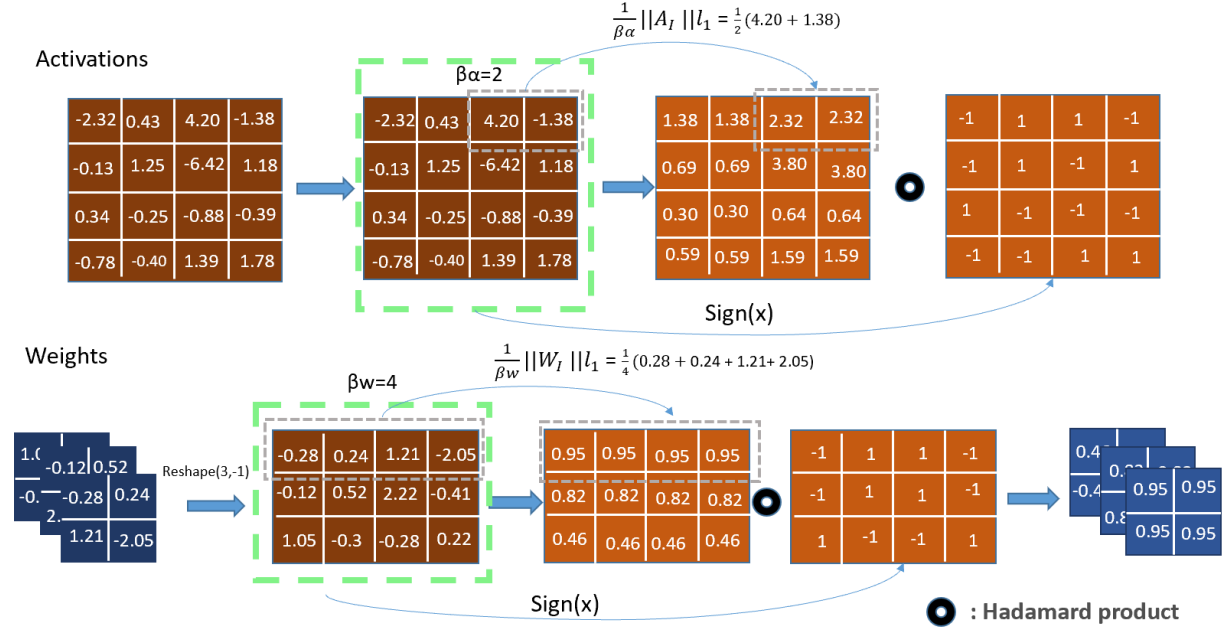 1/βα ||A_I||l₁ = 1/2 (4.20 + 1.38)
Activations
βα=2
-2.32 0.43 4.20 -1.38
-0.13 1.25 -6.42 1.18
0.34 -0.25 -0.88 -0.39
-0.78 -0.40 1.39 1.78
-2.32 0.43 4.20 -1.38
-0.13 1.25 -6.42 1.18
0.34 -0.25 -0.88 -0.39
-0.78 -0.40 1.39 1.78
1.38 1.38 2.32 2.32
0.69 0.69 3.80 3.80
0.30 0.30 0.64 0.64
0.59 0.59 1.59 1.59
-1 1 1 -1
-1 1 -1 1
1 -1 -1 -1
-1 -1 1 1
Sign(x)
Weights
1/βw ||W_I||l₁ = 1/4 (0.28 + 0.24 + 1.21+ 2.05)
βw=4
-0.12 0.52
-0.28 0.24
1.21 -2.05
Reshape(3,-1)
-0.28 0.24 1.21 -2.05
-0.12 0.52 2.22 -0.41
1.05 -0.3 -0.28 0.22
0.95 0.95 0.95 0.95
0.82 0.82 0.82 0.82
0.46 0.46 0.46 0.46
-1 1 1 -1
-1 1 1 -1
1 -1 -1 1
0.95 0.95
0.95 0.95
Sign(x)
: Hadamard product